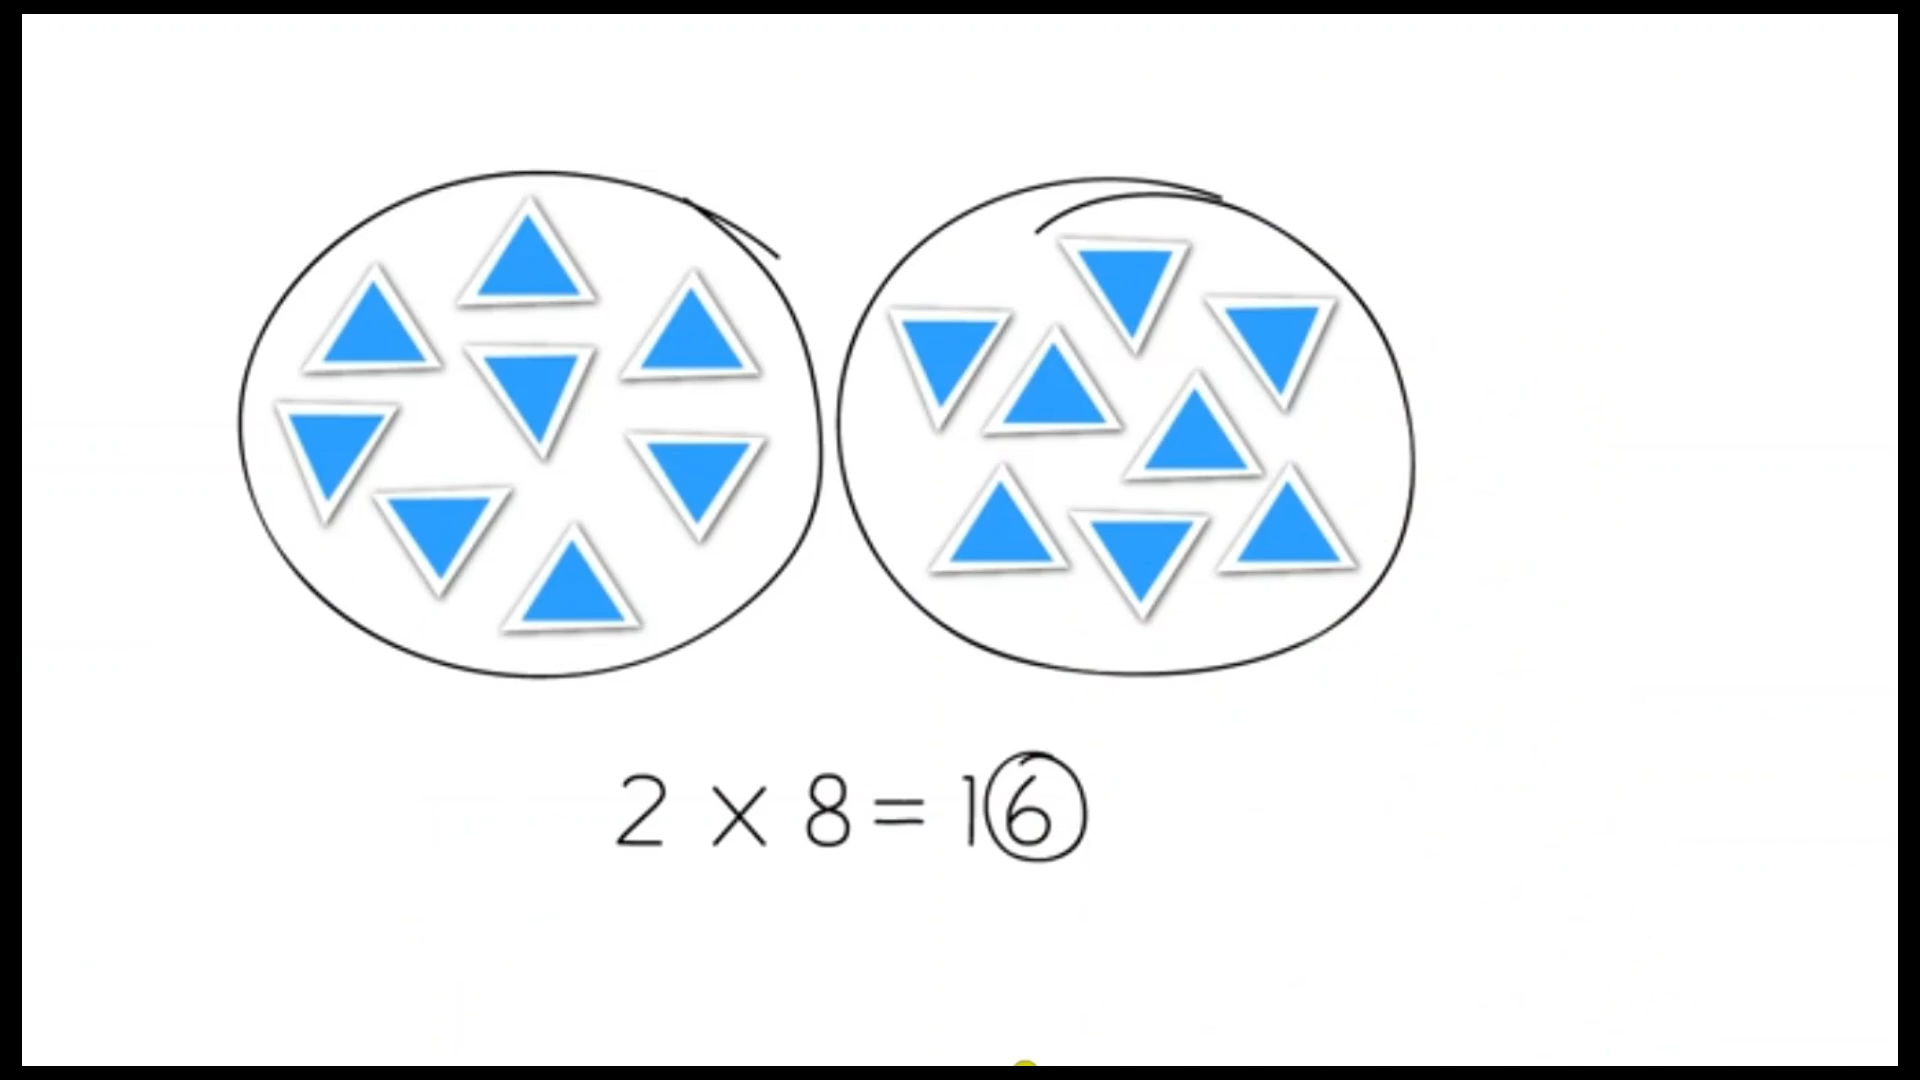 2 × 8 = 16